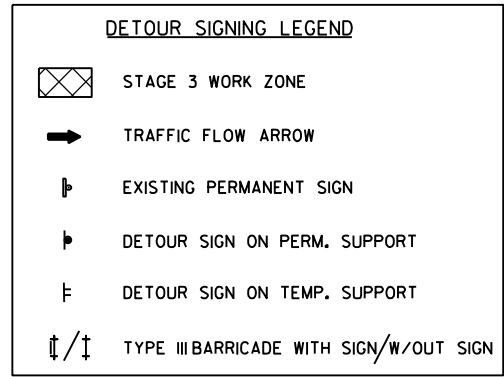 DETOUR SIGNING LEGEND
STAGE 3 WORK ZONE
TRAFFIC FLOW ARROW
EXISTING PERMANENT SIGN
DETOUR SIGN ON PERM. SUPPORT
DETOUR SIGN ON TEMP. SUPPORT
TYPE III BARRICADE WITH SIGN/W/OUT SIGN